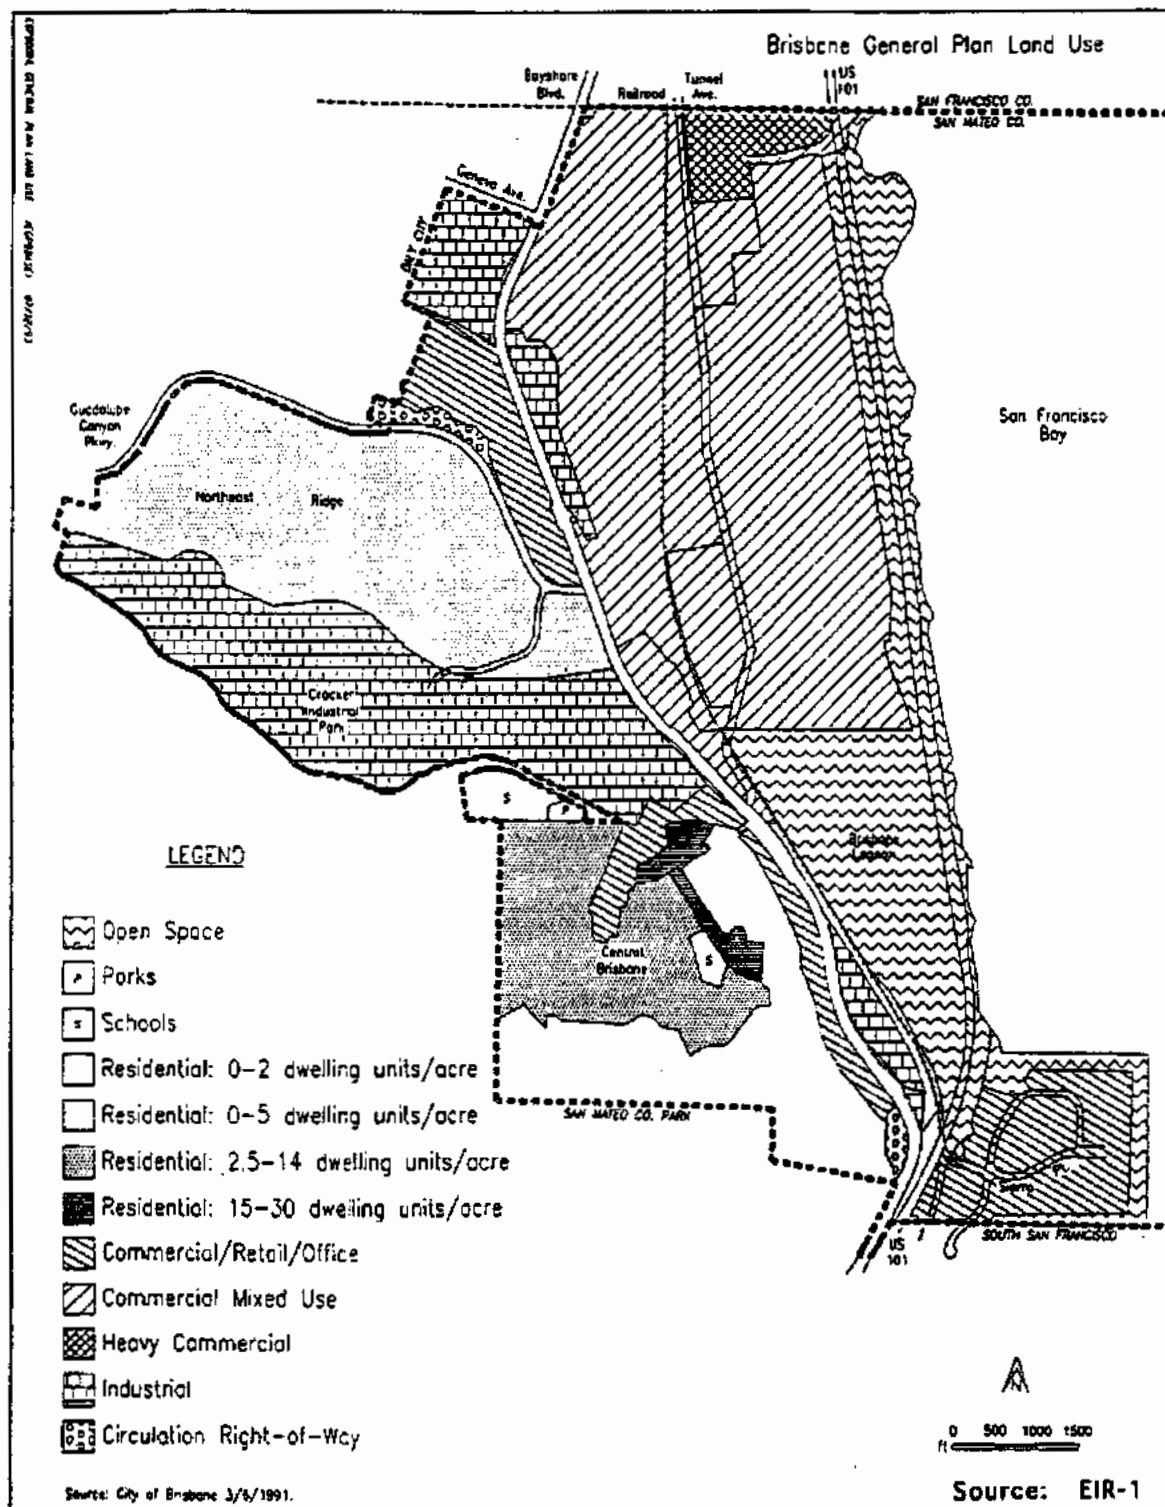 Brisbane General Plan Land Use
Bayshore
Blvd.
Railroad
Tunnel
Ave.
US
101
SAN FRANCISCO CO.
SAN MATEO CO.
Geneva Ave.
DALY CITY
Guadalupe
Canyon
Pkwy.
San Francisco
Bay
Northeast Ridge
Crocker
Industrial
Park
S
P
Brisbane
Lagoon
LEGEND
Open Space
P Parks
S Schools
Residential: 0-2 dwelling units/acre
Residential: 0-5 dwelling units/acre
Residential: 2.5-14 dwelling units/acre
Residential: 15-30 dwelling units/acre
Commercial/Retail/Office
Commercial Mixed Use
Heavy Commercial
Industrial
Circulation Right-of-Way
Central
Brisbane
S
SAN MATEO CO. PARK
Sierra Pt.
US
101
SOUTH SAN FRANCISCO
0 500 1000 1500
ft
Source: City of Brisbane 3/6/1991.
Source: EIR-1